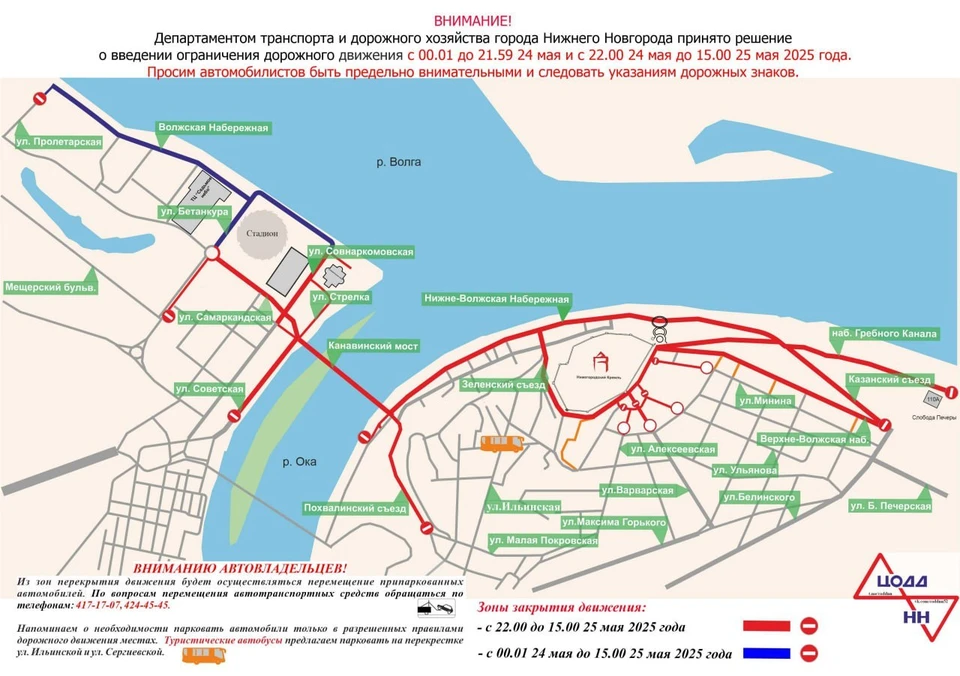 ВНИМАНИЕ!
Департаментом транспорта и дорожного хозяйства города Нижнего Новгорода принято решение
о введении ограничения дорожного движения с 00.01 до 21.59 24 мая и с 22.00 24 мая до 15.00 25 мая 2025 года.
Просим автомобилистов быть предельно внимательными и следовать указаниям дорожных знаков.
Волжская Набережная
ул. Пролетарская
р. Волга
ТЦ "Седьмое небо"
ул. Бетанкура
Стадион
ул. Совнаркомовская
Мещерский бульв.
ул. Стрелка
Нижне-Волжская Набережная
ул. Самаркандская
наб. Гребного Канала
Канавинский мост
Нижегородский Кремль
Зеленский съезд
Казанский съезд
ул. Советская
ул.Минина
110А
Слобода Печеры
Верхне-Волжская наб.
ул. Алексеевская
р. Ока
ул. Ульянова
ул.Варварская
ул.Белинского
Похвалинский съезд
ул.Ильинская
ул. Б. Печерская
ул.Максима Горького
ул. Малая Покровская
ВНИМАНИЮ АВТОВЛАДЕЛЬЦЕВ!
Из зон перекрытия движения будет осуществляться перемещение припаркованных
автомобилей. По вопросам перемещения автотранспортных средств обращаться по
телефонам: 417-17-07, 424-45-45.
Напоминаем о необходимости парковать автомобили только в разрешенных правилами
дорожного движения местах. Туристические автобусы предлагаем парковать на перекрестке
ул. Ильинской и ул. Сергиевской.
Зоны закрытия движения:
- с 22.00 до 15.00 25 мая 2025 года
- с 00.01 24 мая до 15.00 25 мая 2025 года
ЦОДД
НН